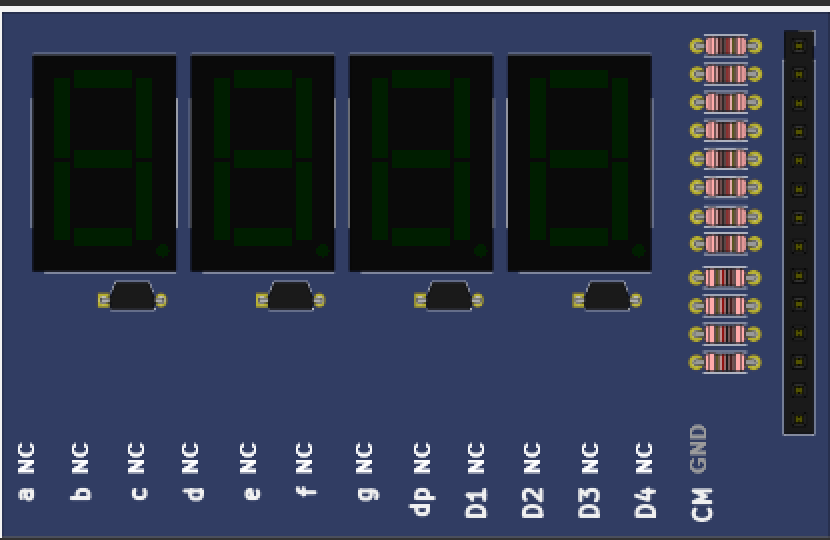 a NC
b NC
c NC
d NC
e NC
f NC
g NC
dp NC
D1 NC
D2 NC
D3 NC
D4 NC
CM GND